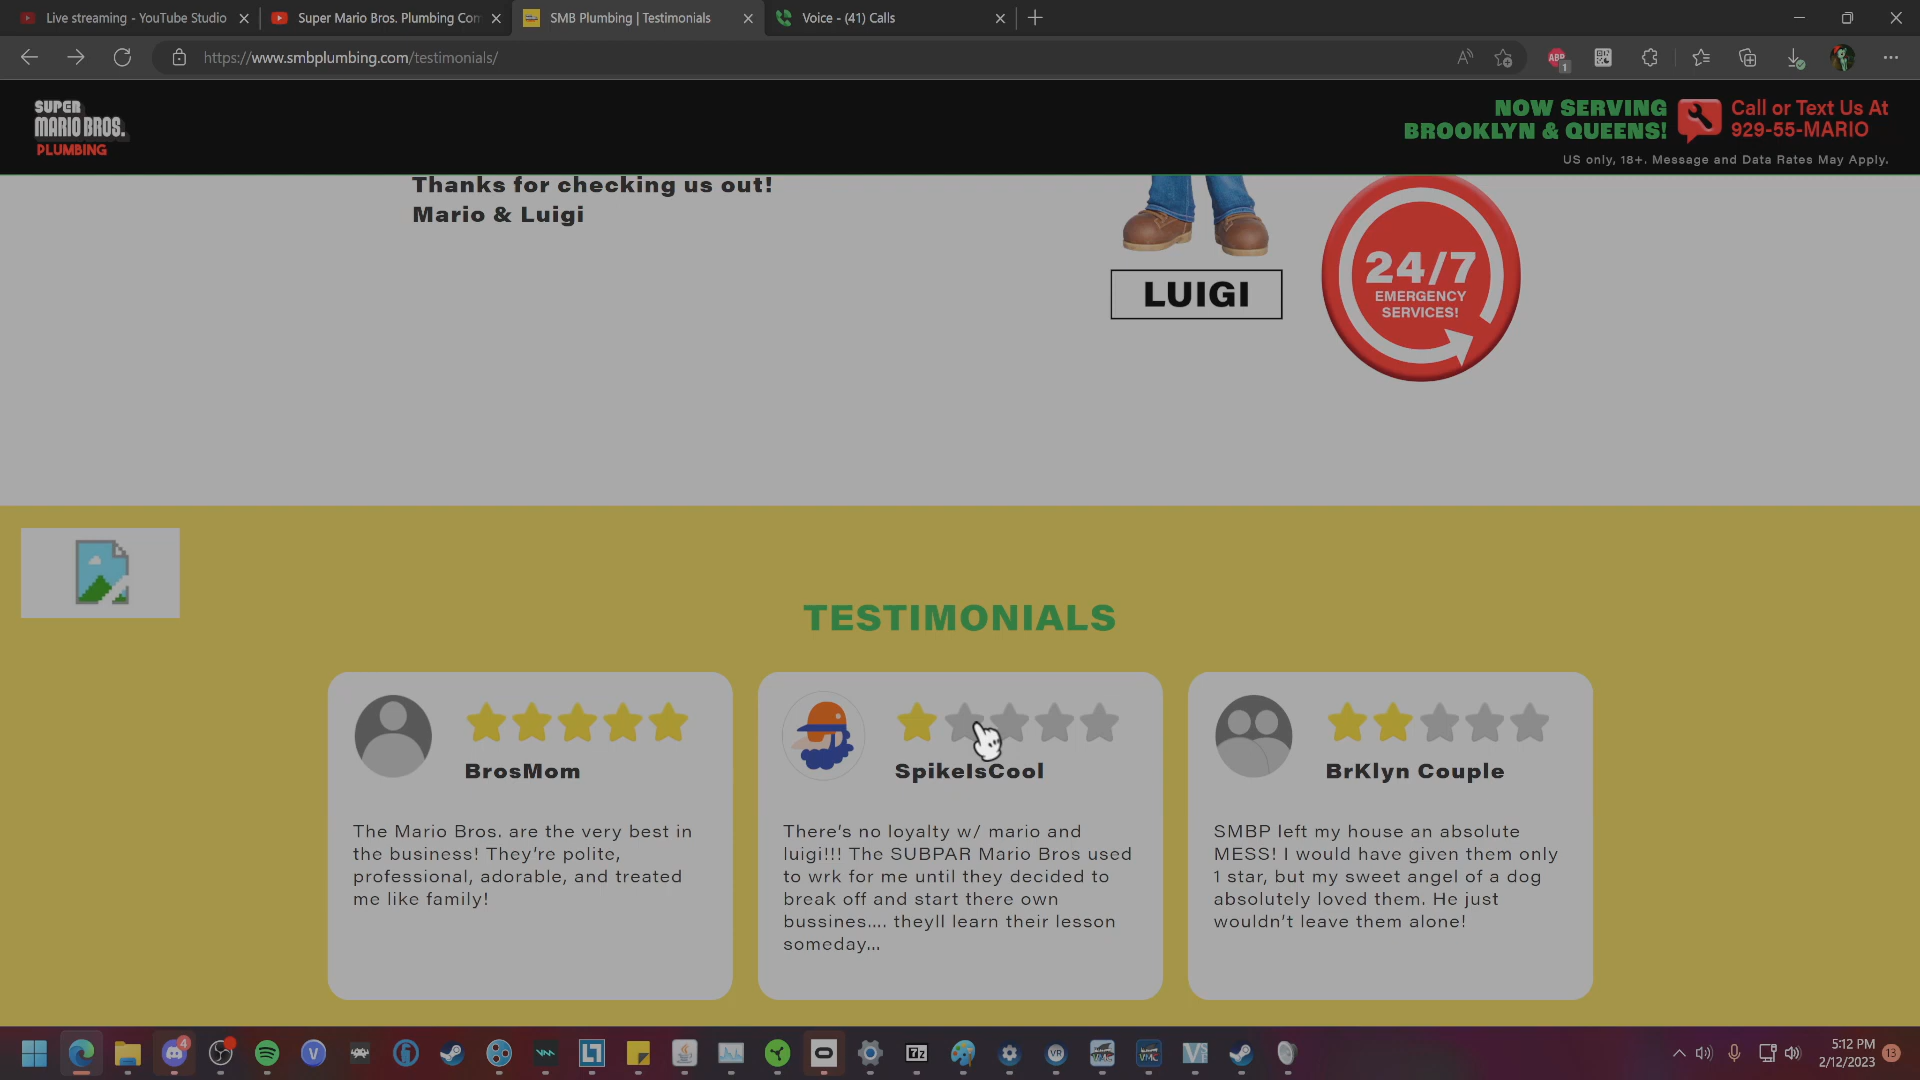 Live streaming - YouTube Studio
Super Mario Bros. Plumbing Com
SMB Plumbing | Testimonials
Voice - (41) Calls
https://www.smbplumbing.com/testimonials/
ABP
1
SUPER
MARIO BROS.
PLUMBING
NOW SERVING
BROOKLYN & QUEENS!
Call or Text Us At
929-55-MARIO
US only, 18+. Message and Data Rates May Apply.
Thanks for checking us out!
Mario & Luigi
LUIGI
24/7
EMERGENCY
SERVICES!
TESTIMONIALS
BrosMom
The Mario Bros. are the very best in
the business! They're polite,
professional, adorable, and treated
me like family!
SpikeIsCool
There's no loyalty w/ mario and
luigi!!! The SUBPAR Mario Bros used
to wrk for me until they decided to
break off and start there own
bussines.... theyll learn their lesson
someday...
BrKlyn Couple
SMBP left my house an absolute
MESS! I would have given them only
1 star, but my sweet angel of a dog
absolutely loved them. He just
wouldn't leave them alone!
4
V
7z
VR
VMC
5:12 PM
2/12/2023
13